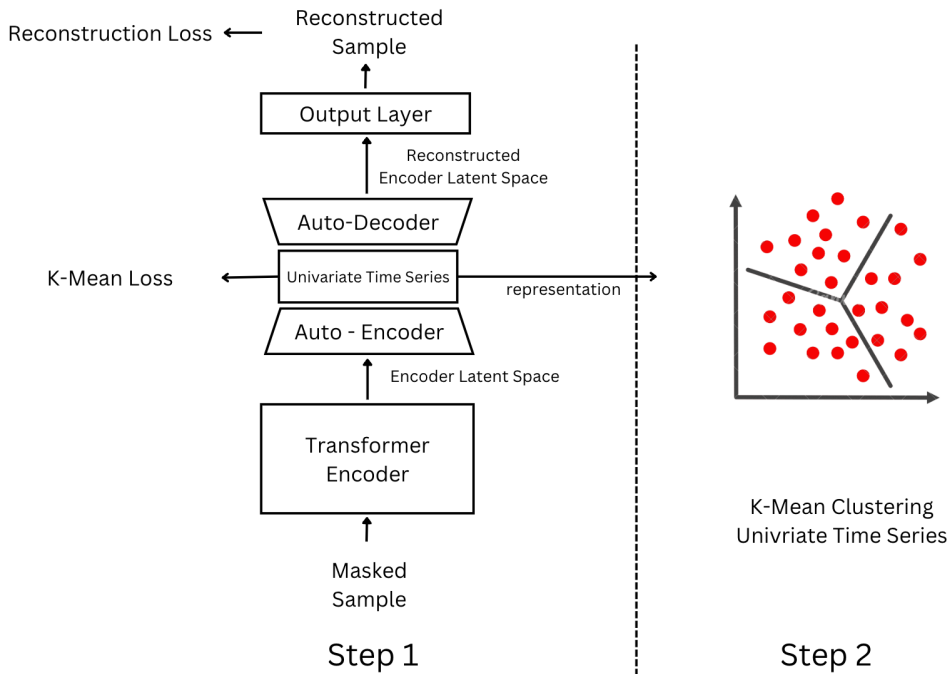 Reconstructed
Sample
Reconstruction Loss
Output Layer
Reconstructed
Encoder Latent Space
Auto-Decoder
K-Mean Loss
Univariate Time Series
representation
Auto - Encoder
Encoder Latent Space
Transformer
Encoder
Masked
Sample
Step 1
K-Mean Clustering
Univriate Time Series
Step 2